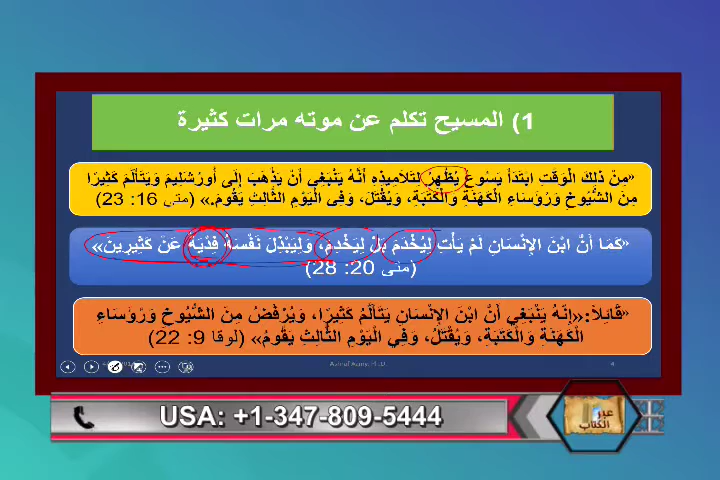 1) المسيح تكلم عن موته مرات كثيرة
«مِنْ ذلِكَ الْوَقْتِ ابْتَدَأَ يَسُوعُ يُظْهِرُ لِتَلاَمِيذِهِ أَنَّهُ يَنْبَغِي أَنْ يَذْهَبَ إِلَى أُورُشَلِيمَ وَيَتَأَلَّمَ كَثِيرًا
مِنَ الشُّيُوخِ وَرُؤَسَاءِ الْكَهَنَةِ وَالْكَتَبَةِ، وَيُقْتَلَ، وَفِي الْيَوْمِ الثَّالِثِ يَقُومَ.» (متى 16: 23)
«كَمَا أَنَّ ابْنَ الإِنْسَانِ لَمْ يَأْتِ لِيُخْدَمَ بَلْ لِيَخْدِمَ، وَلِيَبْذِلَ نَفْسَهُ فِدْيَةً عَنْ كَثِيرِينَ»
(متى 20: 28)
قَائِلاً:«إِنَّهُ يَنْبَغِي أَنَّ ابْنَ الإِنْسَانِ يَتَأَلَّمُ كَثِيرًا، وَيُرْفَضُ مِنَ الشُّيُوخِ وَرُؤَسَاءِ
الْكَهَنَةِ وَالْكَتَبَةِ، وَيُقْتَلُ، وَفِي الْيَوْمِ الثَّالِثِ يَقُومُ» (لوقا 9: 22)
USA: +1-347-809-5444
عبر
الكتاب